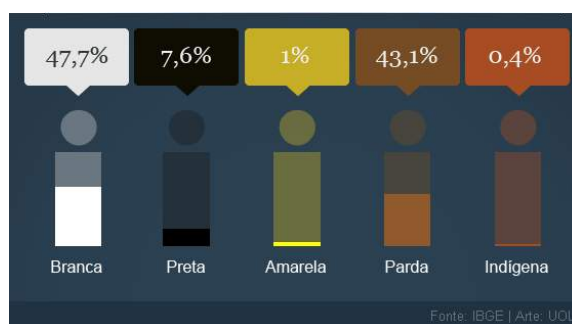 47,7% 7,6% 1% 43,1% 0,4%
Branca Preta Amarela Parda Indígena
Fonte: IBGE | Arte: UOL